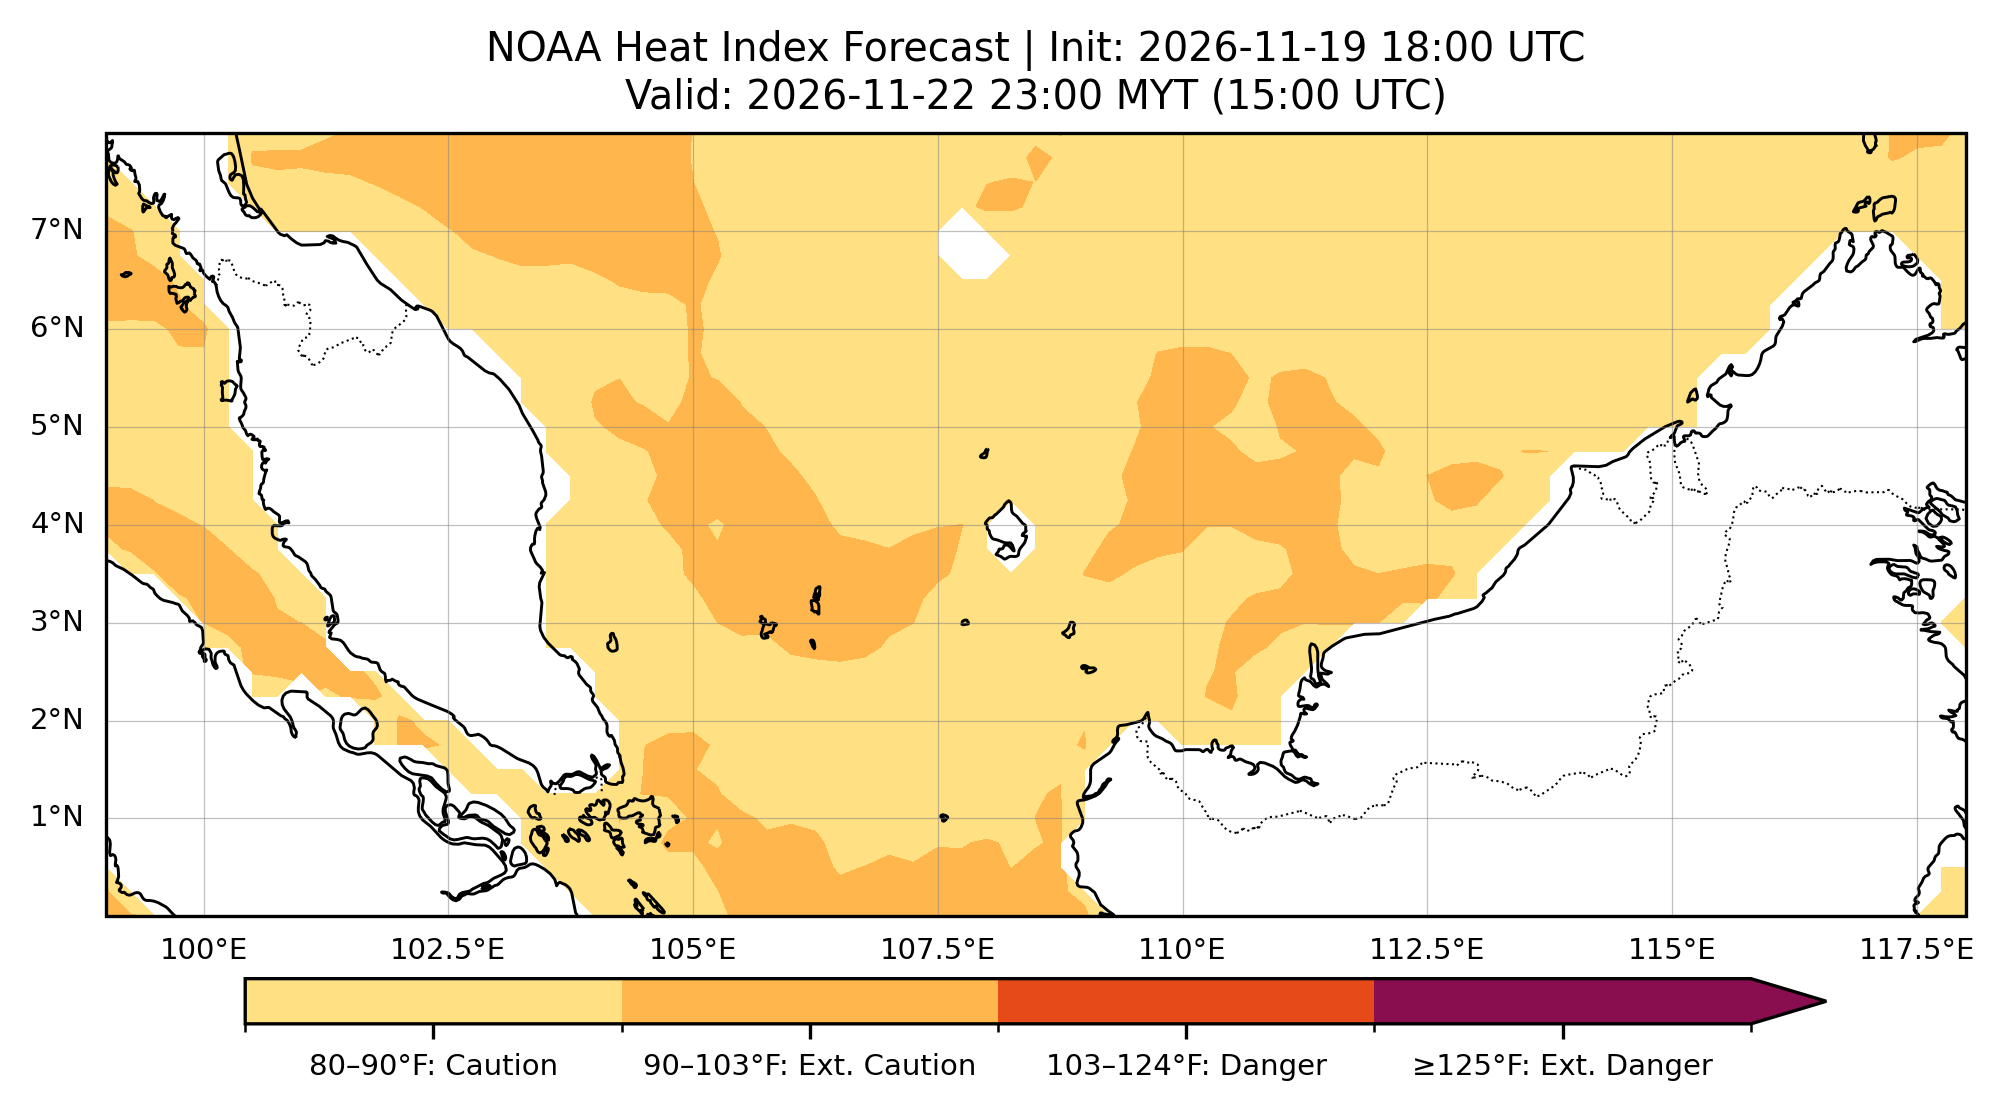 NOAA Heat Index Forecast | Init: 2026-11-19 18:00 UTC
Valid: 2026-11-22 23:00 MYT (15:00 UTC)
7°N
6°N
5°N
4°N
3°N
2°N
1°N
100°E 102.5°E 105°E 107.5°E 110°E 112.5°E 115°E 117.5°E
80–90°F: Caution 90–103°F: Ext. Caution 103–124°F: Danger ≥125°F: Ext. Danger